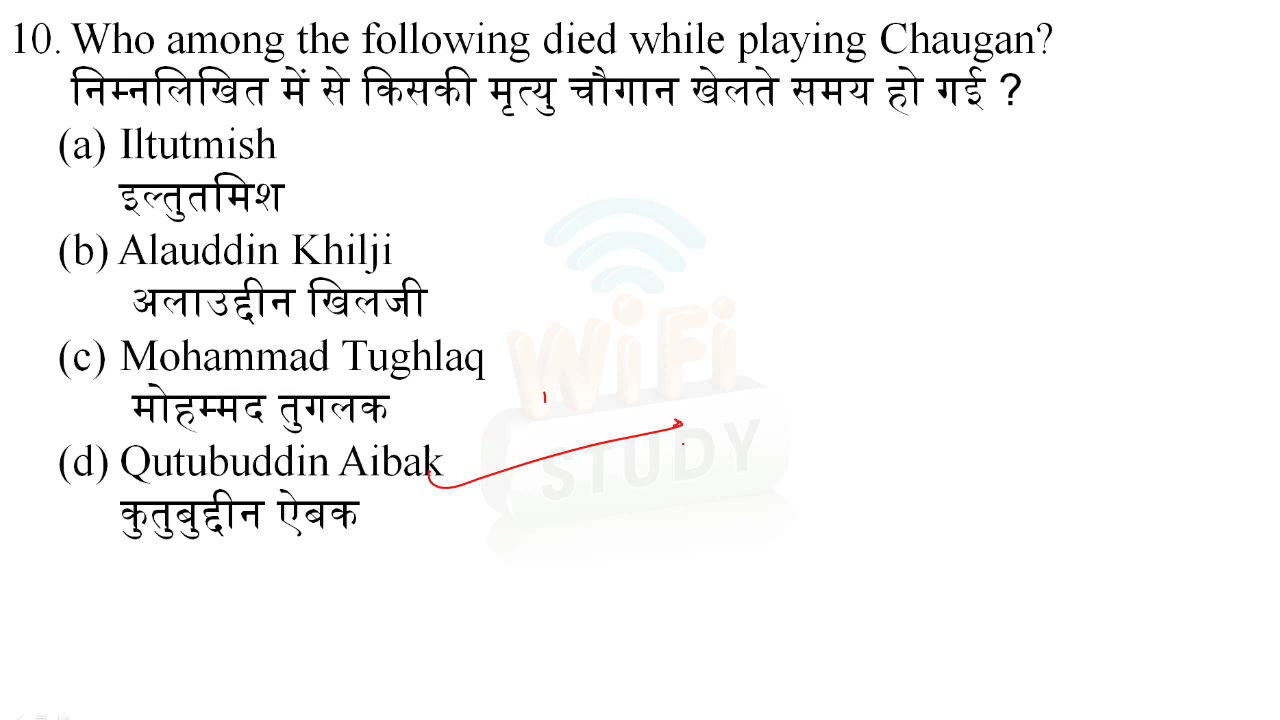 10. Who among the following died while playing Chaugan?
निम्नलिखित में से किसकी मृत्यु चौगान खेलते समय हो गई ?
(a) Iltutmish
इल्तुतमिश
(b) Alauddin Khilji
अलाउद्दीन खिलजी
(c) Mohammad Tughlaq
मोहम्मद तुगलक
(d) Qutubuddin Aibak
कुतुबुद्दीन ऐबक
WiFi
STUDY